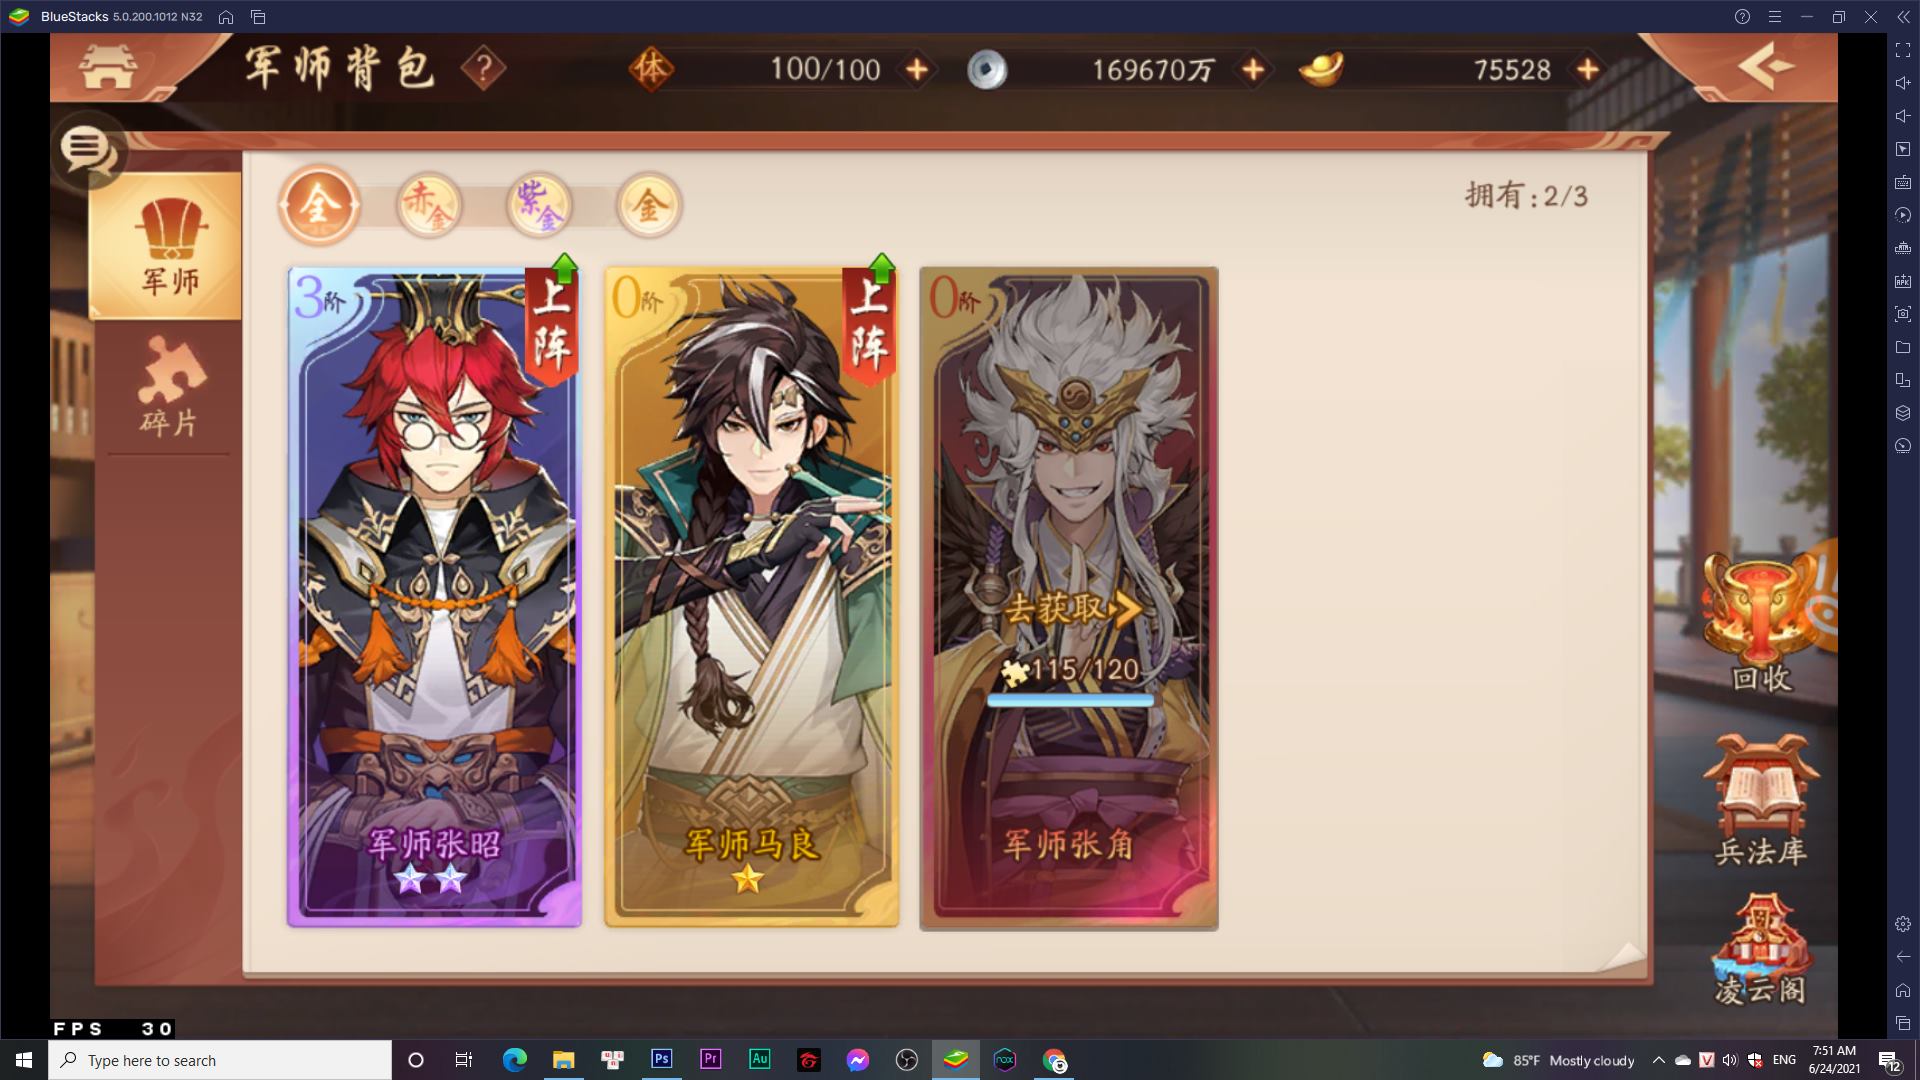 BlueStacks 5.0.200.1012 N32
军师背包 ?
体 100/100
169670万
75528
全 赤金 紫金 金
拥有:2/3
军师
碎片
3阶
上阵
军师张昭
0阶
上阵
军师马良
0阶
去获取
115/120
军师张角
回收
兵法库
凌云阁
FPS 30
Type here to search
Ps
Pr
Au
nox
85°F Mostly cloudy
V
ENG
7:51 AM
6/24/2021
12